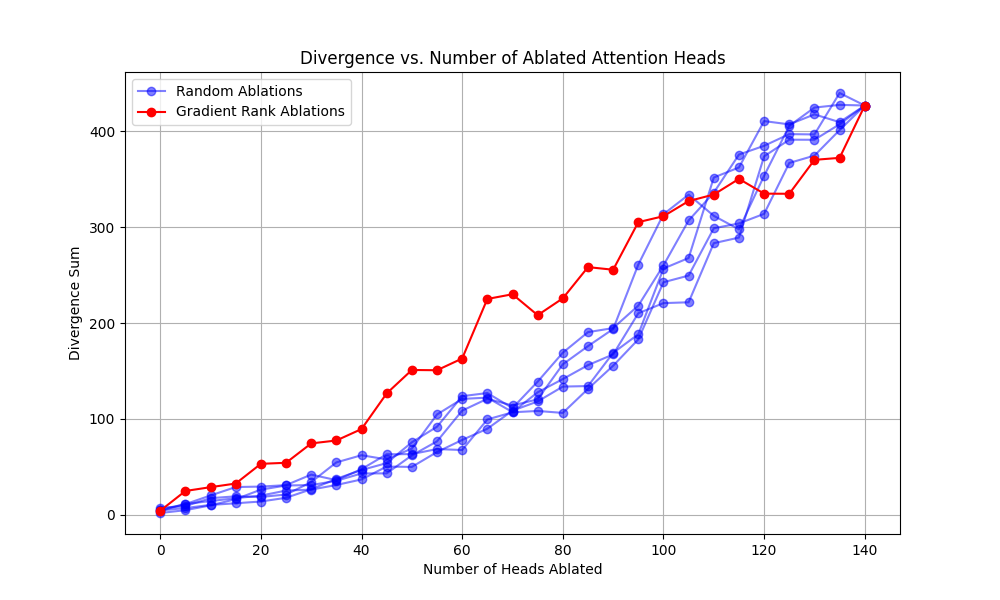 Divergence vs. Number of Ablated Attention Heads
Random Ablations
Gradient Rank Ablations
Divergence Sum
400
300
200
100
0
0 20 40 60 80 100 120 140
Number of Heads Ablated